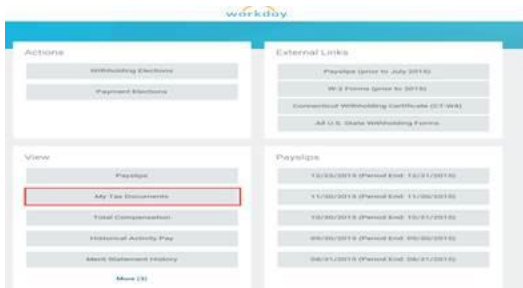 workday
Actions
Withholding Elections
Payment Elections
External Links
Payslips (prior to July 2015)
W-2 Forms (prior to 2015)
Connecticut Withholding Certificate (CT-W4)
All U.S. State Withholding Forms
View
Payslips
My Tax Documents
Total Compensation
Historical Activity Pay
Merit Statement History
More (3)
Payslips
12/23/2015 (Period End: 12/31/2015)
11/30/2015 (Period End: 11/30/2015)
10/30/2015 (Period End: 10/31/2015)
09/30/2015 (Period End: 09/30/2015)
08/31/2015 (Period End: 08/31/2015)